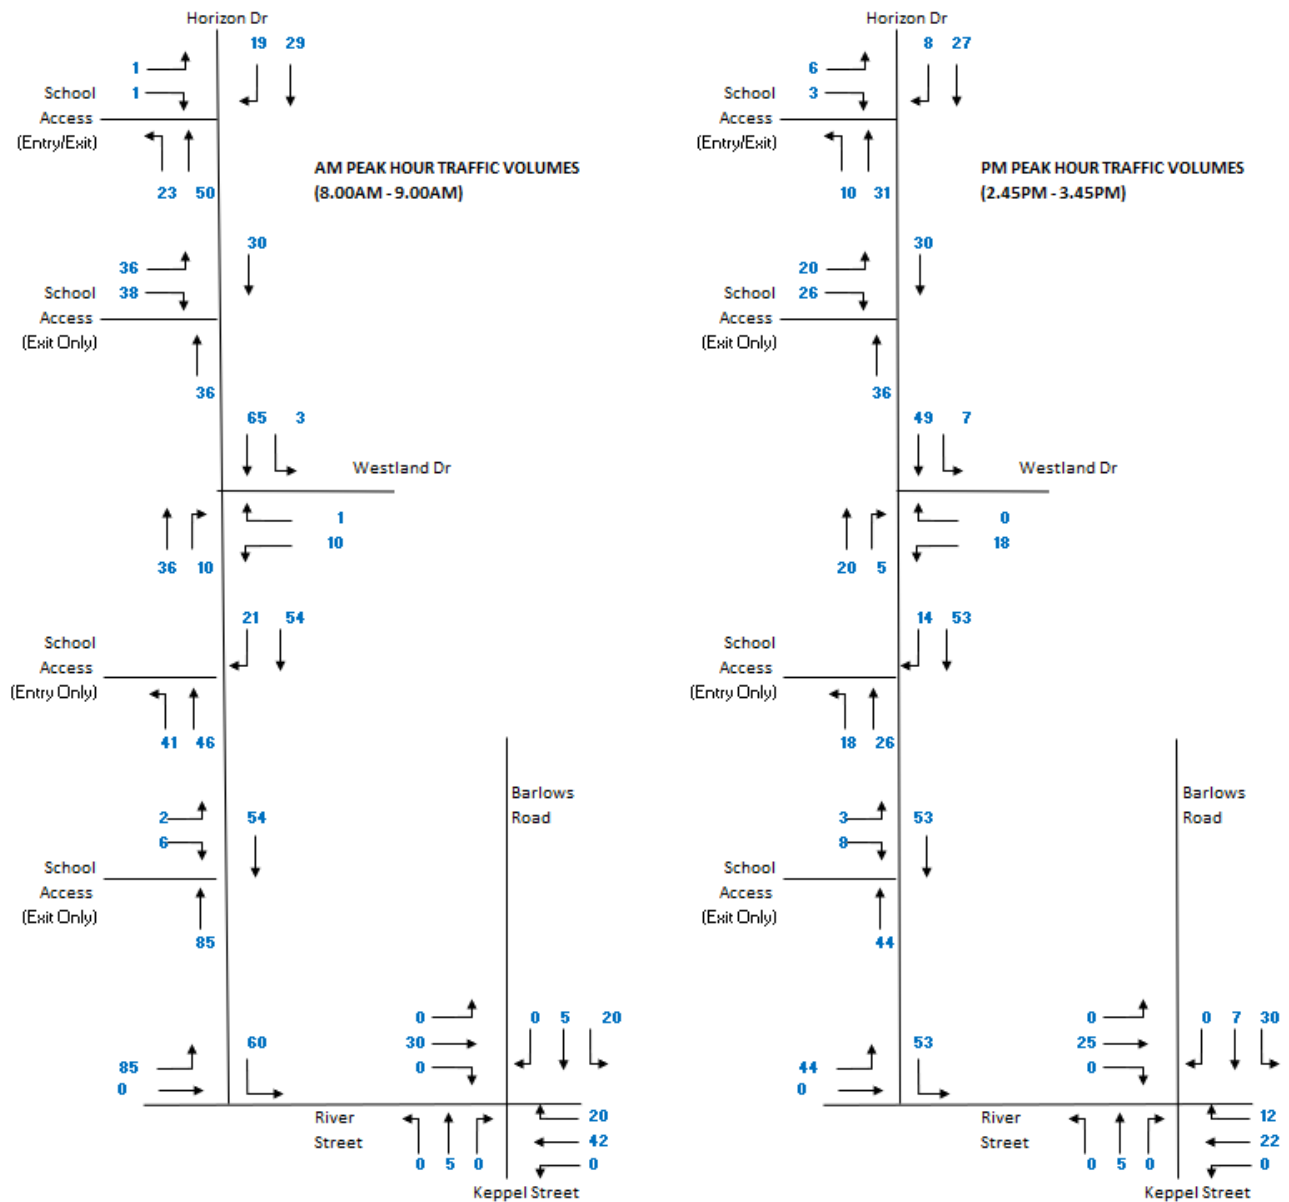 Horizon Dr
19 29
1
School 1
Access
(Entry/Exit)
23 50
AM PEAK HOUR TRAFFIC VOLUMES
(8.00AM - 9.00AM)
30
36
School 38
Access
(Exit Only)
36
65 3
Westland Dr
1
10
36 10
21 54
School
Access
(Entry Only)
41 46
Barlows
Road
2 54
6
School
Access
(Exit Only)
85
0 0 5 20
30
60
85 0
0
River
Street
20
42
0 5 0 0
Keppel Street
Horizon Dr
8 27
6
School 3
Access
(Entry/Exit)
10 31
PM PEAK HOUR TRAFFIC VOLUMES
(2.45PM - 3.45PM)
30
20
School 26
Access
(Exit Only)
36
49 7
Westland Dr
0
18
20 5
14 53
School
Access
(Entry Only)
18 26
Barlows
Road
3 53
8
School
Access
(Exit Only)
44
0 0 7 30
25
53
44 0
0
River
Street
12
22
0 5 0 0
Keppel Street